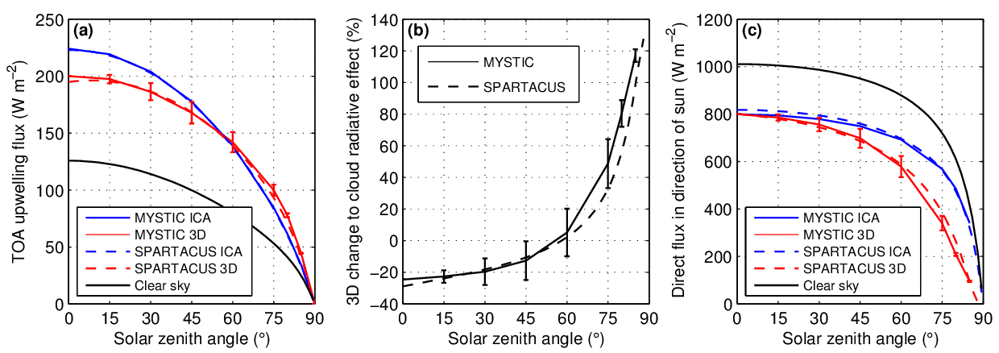 (a)
TOA upwelling flux (W m−2)
250
200
150
100
50
0
MYSTIC ICA
MYSTIC 3D
SPARTACUS ICA
SPARTACUS 3D
Clear sky
0 15 30 45 60 75 90
Solar zenith angle (°)
(b)
3D change to cloud radiative effect (%)
140
120
100
80
60
40
20
0
−20
−40
MYSTIC
SPARTACUS
0 15 30 45 60 75 90
Solar zenith angle (°)
(c)
Direct flux in direction of sun (W m−2)
1200
1000
800
600
400
200
0
MYSTIC ICA
MYSTIC 3D
SPARTACUS ICA
SPARTACUS 3D
Clear sky
0 15 30 45 60 75 90
Solar zenith angle (°)